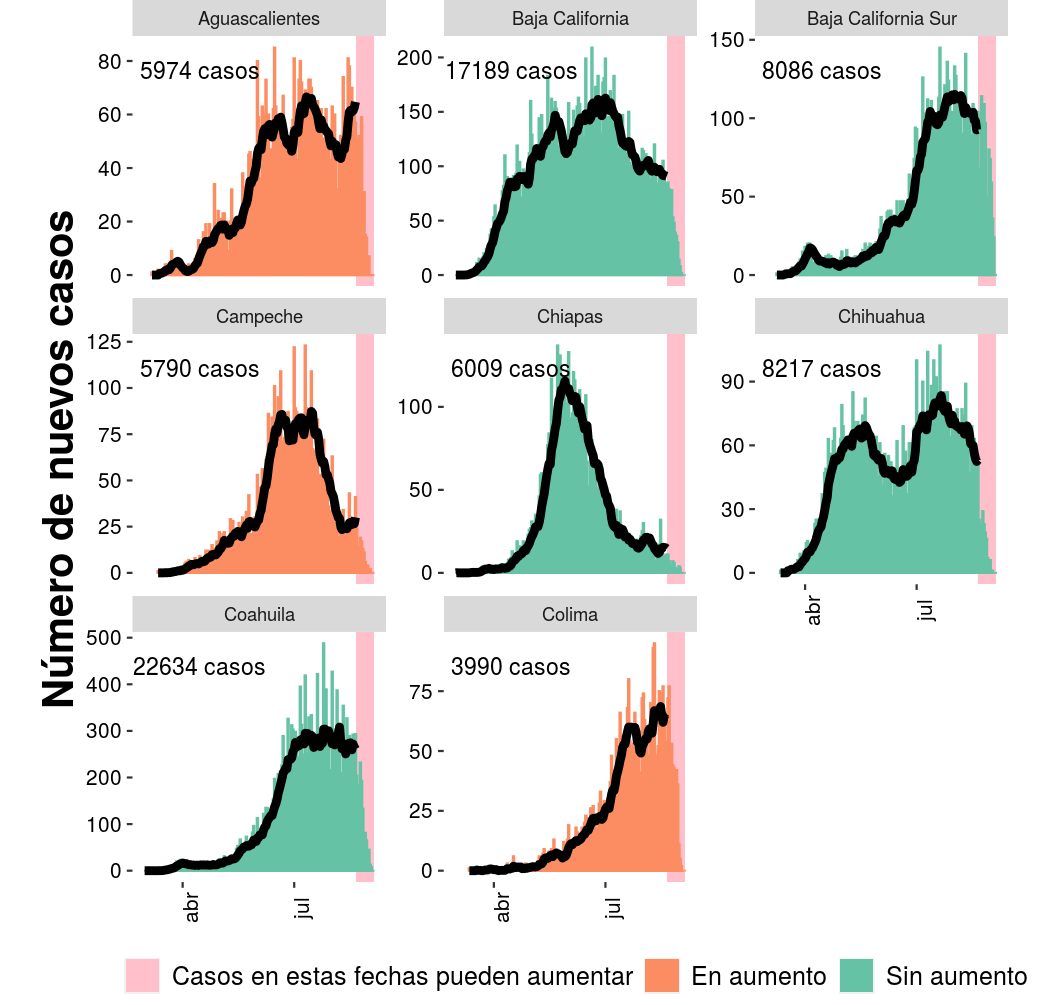 Número de nuevos casos
Aguascalientes
5974 casos
80
60
40
20
0
Baja California
17189 casos
200
150
100
50
0
Baja California Sur
8086 casos
150
100
50
0
Campeche
5790 casos
125
100
75
50
25
0
Chiapas
6009 casos
100
50
0
Chihuahua
8217 casos
90
60
30
0
abr
jul
Coahuila
22634 casos
500
400
300
200
100
0
abr
jul
Colima
3990 casos
75
50
25
0
abr
jul
Casos en estas fechas pueden aumentar
En aumento
Sin aumento